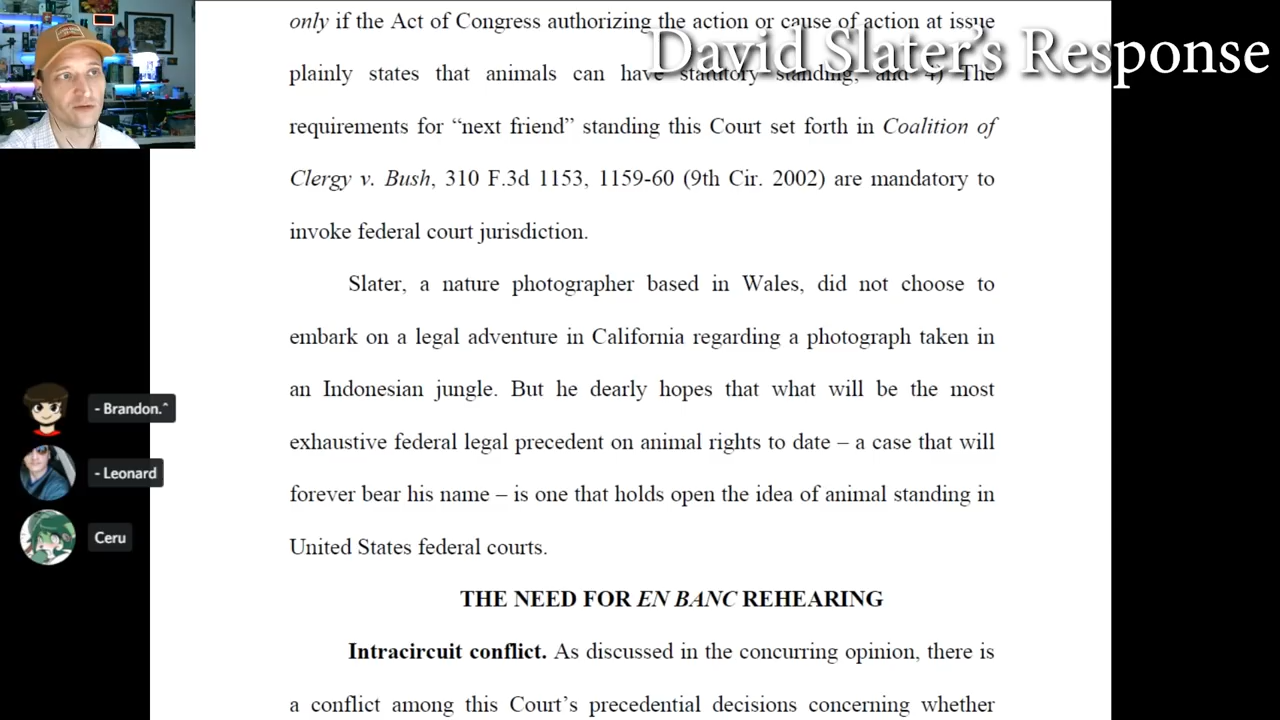 David Slater's Response
only if the Act of Congress authorizing the action or cause of action at issue
plainly states that animals can have statutory standing, and 4) The
requirements for “next friend” standing this Court set forth in Coalition of
Clergy v. Bush, 310 F.3d 1153, 1159-60 (9th Cir. 2002) are mandatory to
invoke federal court jurisdiction.
Slater, a nature photographer based in Wales, did not choose to
embark on a legal adventure in California regarding a photograph taken in
an Indonesian jungle. But he dearly hopes that what will be the most
exhaustive federal legal precedent on animal rights to date – a case that will
forever bear his name – is one that holds open the idea of animal standing in
United States federal courts.
THE NEED FOR EN BANC REHEARING
Intracircuit conflict. As discussed in the concurring opinion, there is
a conflict among this Court’s precedential decisions concerning whether
- Brandon.^
- Leonard
Ceru